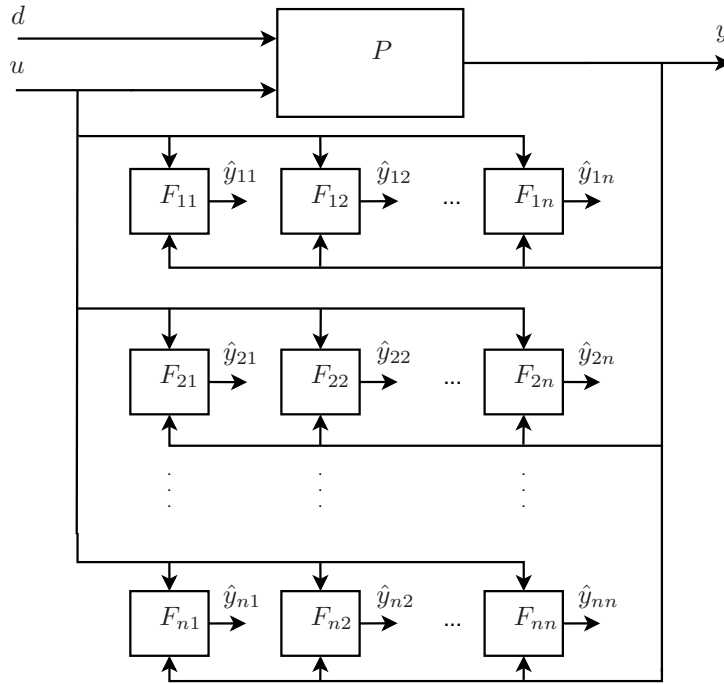 d
P
y
u
ŷ₁₁ ŷ₁₂ ŷ₁ₙ
F₁₁ F₁₂ ... F₁ₙ
ŷ₂₁ ŷ₂₂ ŷ₂ₙ
F₂₁ F₂₂ ... F₂ₙ
. . .
. . .
. . .
ŷₙ₁ ŷₙ₂ ŷₙₙ
Fₙ₁ Fₙ₂ ... Fₙₙ